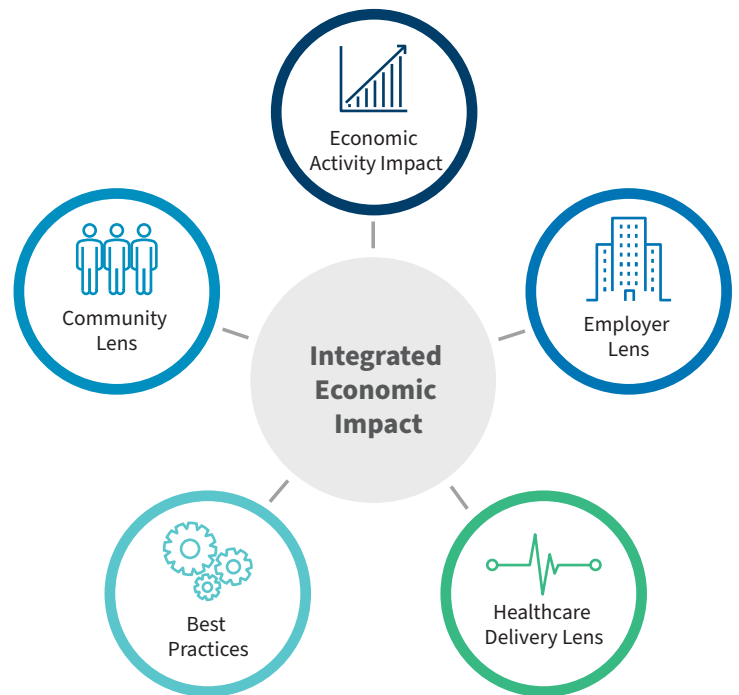 Economic
Activity Impact
Community
Lens
Employer
Lens
Integrated
Economic
Impact
Best
Practices
Healthcare
Delivery Lens